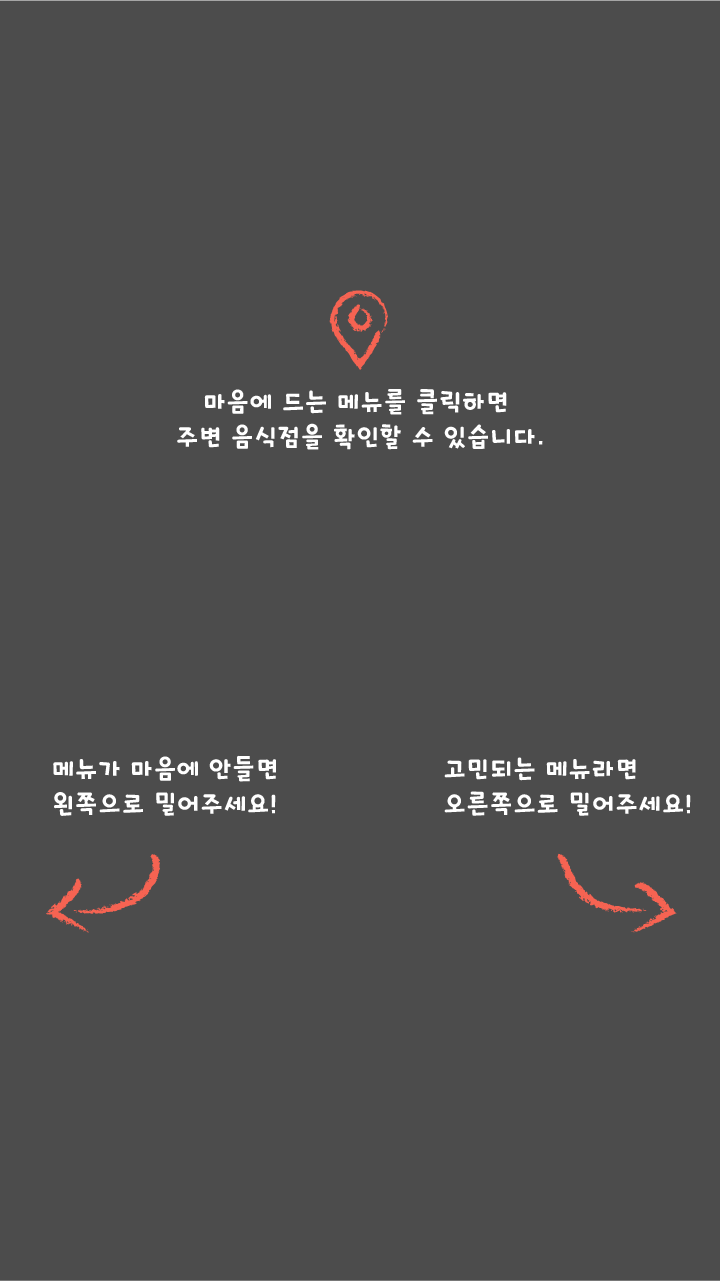 마음에 드는 메뉴를 클릭하면
주변 음식점을 확인할 수 있습니다.
메뉴가 마음에 안들면
왼쪽으로 밀어주세요!
고민되는 메뉴라면
오른쪽으로 밀어주세요!